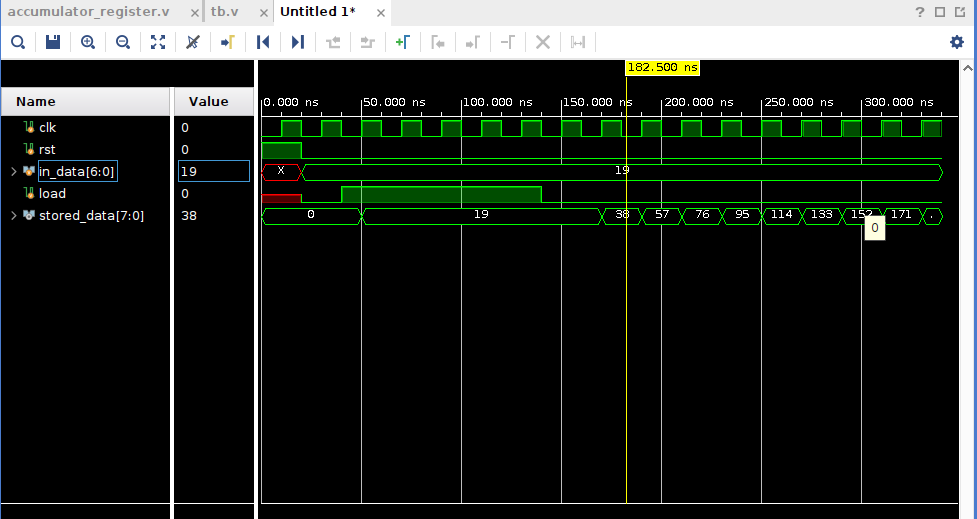 accumulator_register.v × tb.v × Untitled 1* ×
?
182.500 ns
Name Value
0.000 ns 50.000 ns 100.000 ns 150.000 ns 200.000 ns 250.000 ns 300.000 ns
clk 0
rst 0
in_data[6:0] 19 X 19
load 0
stored_data[7:0] 38 0 19 38 57 76 95 114 133 152 171 .
0